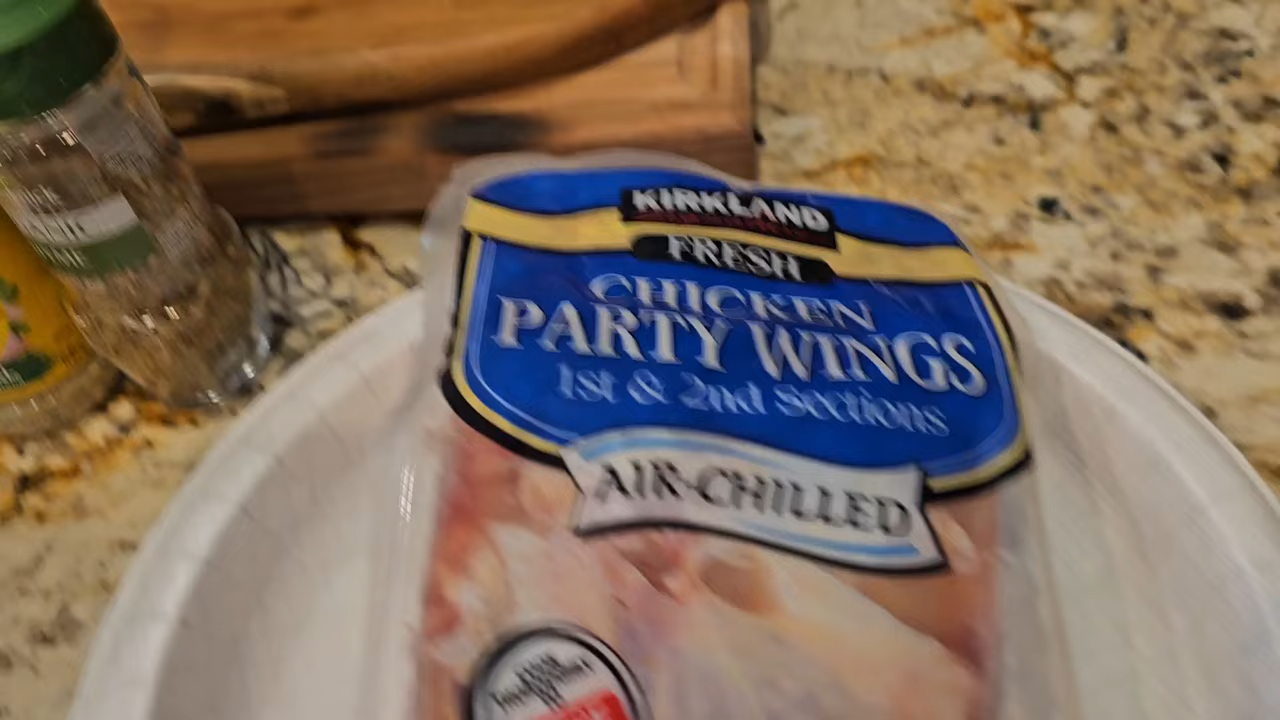 KIRKLAND
FRESH
CHICKEN
PARTY WINGS
1st & 2nd Sections
AIR-CHILLED